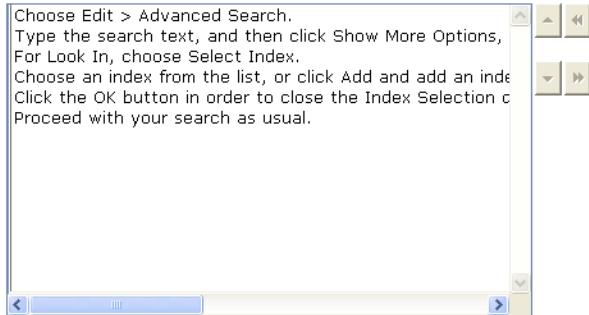 Choose Edit > Advanced Search.
Type the search text, and then click Show More Options,
For Look In, choose Select Index.
Choose an index from the list, or click Add and add an
Click the OK button in order to close the Index Selection
Proceed with your search as usual.